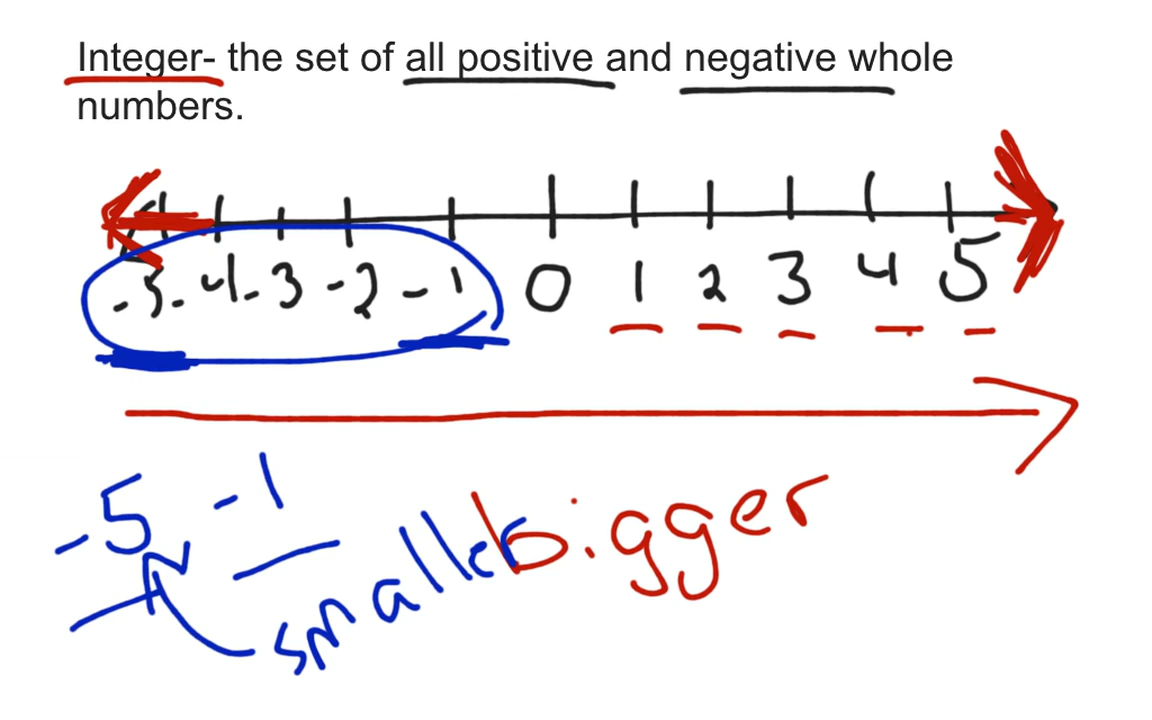 Integer- the set of all positive and negative whole
numbers.
-5 -4 -3 -2 -1 0 1 2 3 4 5
-5 -1
smaller bigger